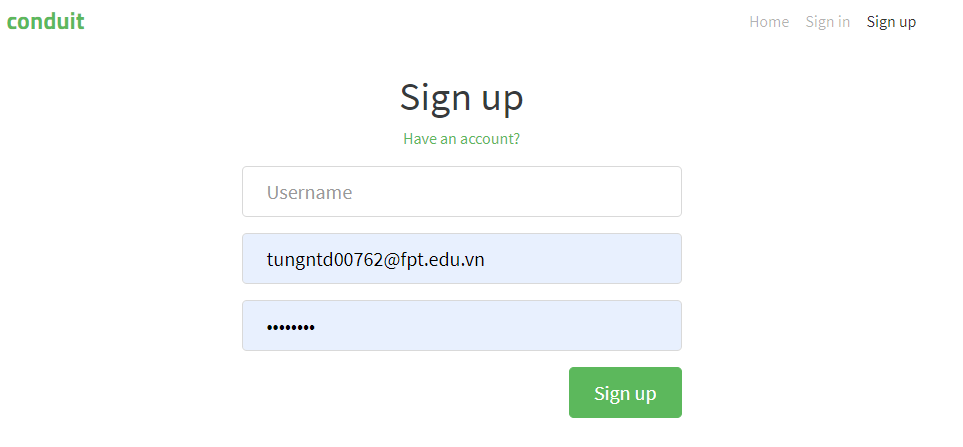 conduit
Home Sign in Sign up
Sign up
Have an account?
Username
tungntd00762@fpt.edu.vn
••••••••
Sign up